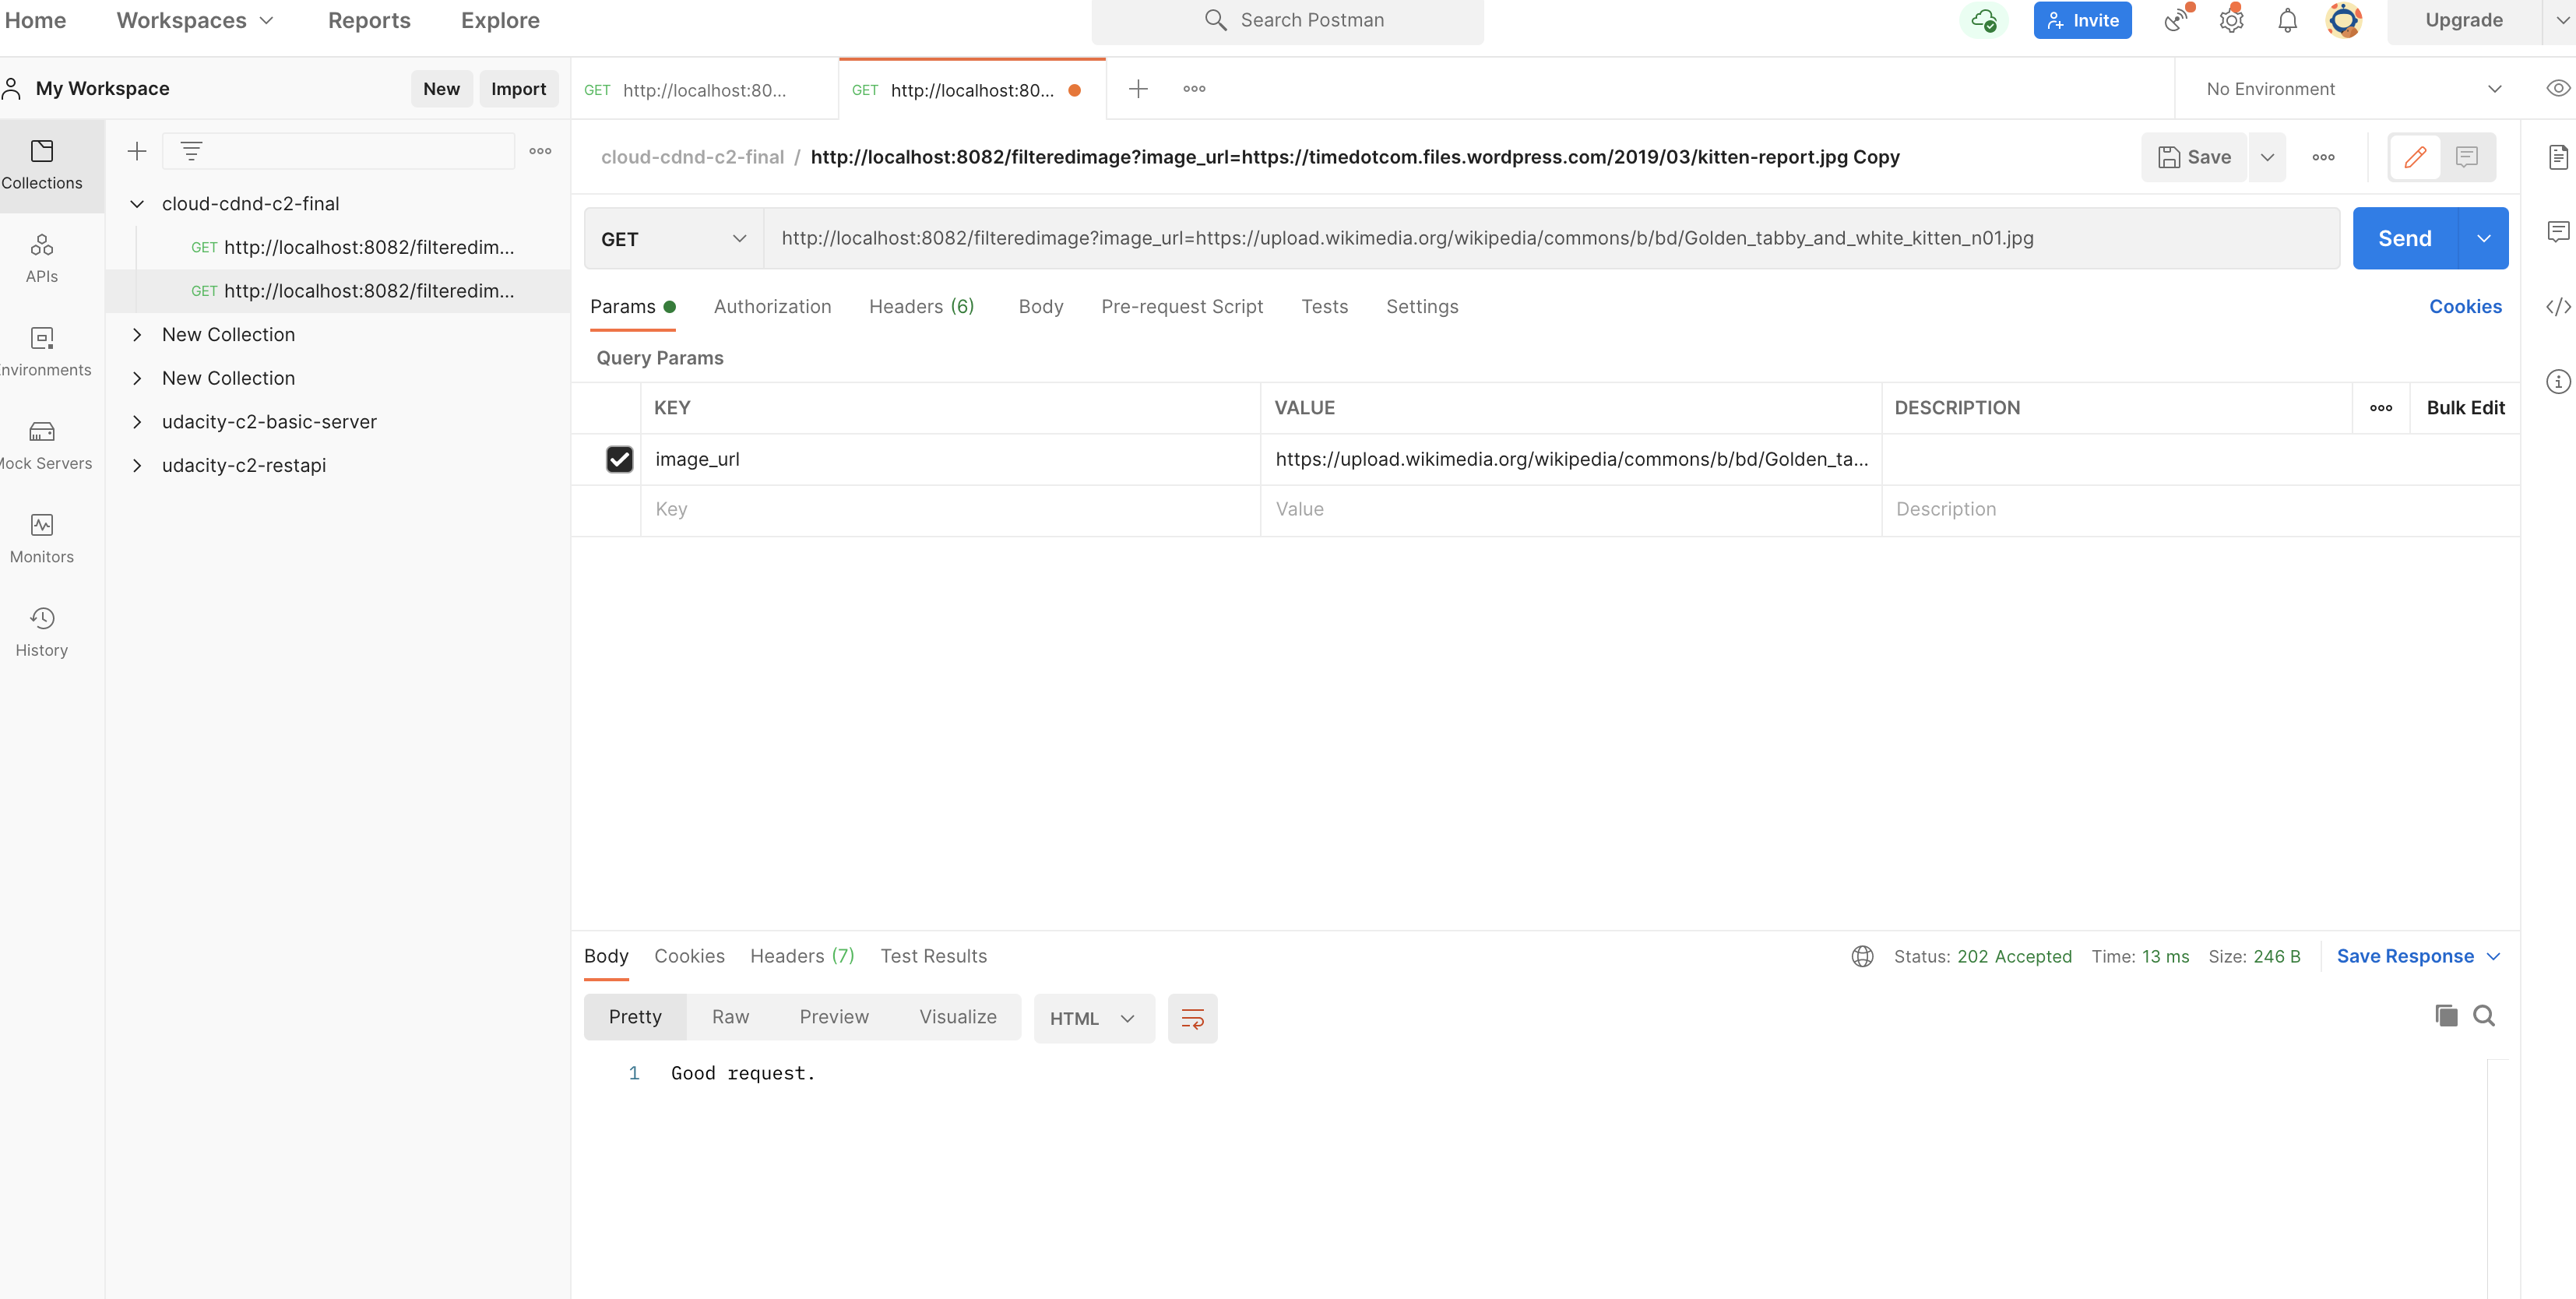 Home Workspaces Reports Explore Search Postman Invite Upgrade
My Workspace New Import GET http://localhost:80... GET http://localhost:80... No Environment
Collections
APIs
nvironments
Mock Servers
Monitors
History
cloud-cdnd-c2-final
GET http://localhost:8082/filteredim...
GET http://localhost:8082/filteredim...
New Collection
New Collection
udacity-c2-basic-server
udacity-c2-restapi
cloud-cdnd-c2-final / http://localhost:8082/filteredimage?image_url=https://timedotcom.files.wordpress.com/2019/03/kitten-report.jpg Copy Save
GET http://localhost:8082/filteredimage?image_url=https://upload.wikimedia.org/wikipedia/commons/b/bd/Golden_tabby_and_white_kitten_n01.jpg Send
Params Authorization Headers (6) Body Pre-request Script Tests Settings Cookies
Query Params
KEY VALUE DESCRIPTION Bulk Edit
image_url https://upload.wikimedia.org/wikipedia/commons/b/bd/Golden_ta...
Key Value Description
Body Cookies Headers (7) Test Results Status: 202 Accepted Time: 13 ms Size: 246 B Save Response
Pretty Raw Preview Visualize HTML
1 Good request.